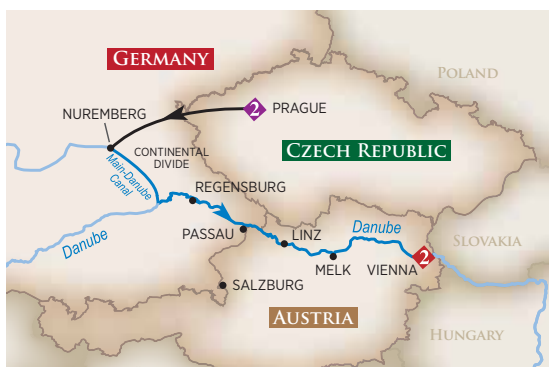 GERMANY
POLAND
NUREMBERG
2
PRAGUE
CONTINENTAL
DIVIDE
CZECH REPUBLIC
Main-Danube
Canal
REGENSBURG
Danube
PASSAU
LINZ
Danube
SLOVAKIA
MELK
VIENNA
2
SALZBURG
AUSTRIA
HUNGARY